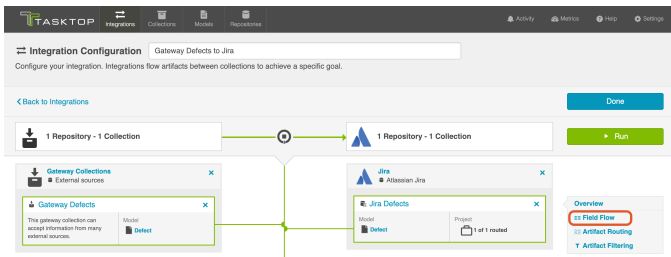 TASKTOP
Integrations
Collections
Models
Repositories
Activity
Metrics
? Help
Settings
Integration Configuration
Gateway Defects to Jira
Configure your integration. Integrations flow artifacts between collections to achieve a specific goal.
Back to Integrations
Done
1 Repository - 1 Collection
1 Repository - 1 Collection
Run
Gateway Collections
External sources
Gateway Defects
This gateway collection can
accept information from many
external sources.
Model
Defect
Jira
Atlassian Jira
Jira Defects
Model
Defect
Project
1 of 1 routed
Overview
Field Flow
Artifact Routing
Artifact Filtering